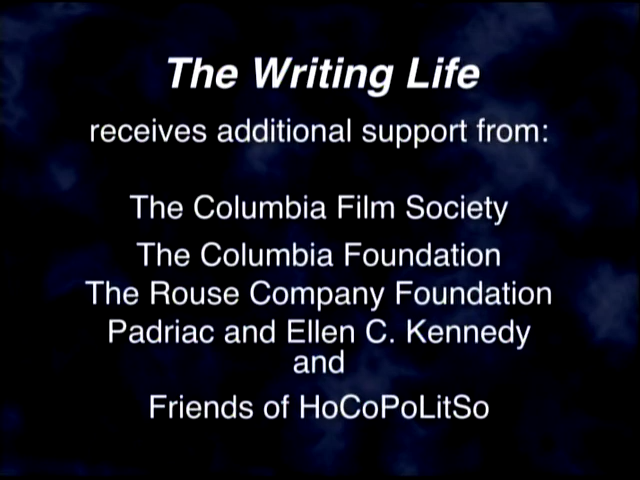 The Writing Life
receives additional support from:
The Columbia Film Society
The Columbia Foundation
The Rouse Company Foundation
Padriac and Ellen C. Kennedy
and
Friends of HoCoPoLitSo